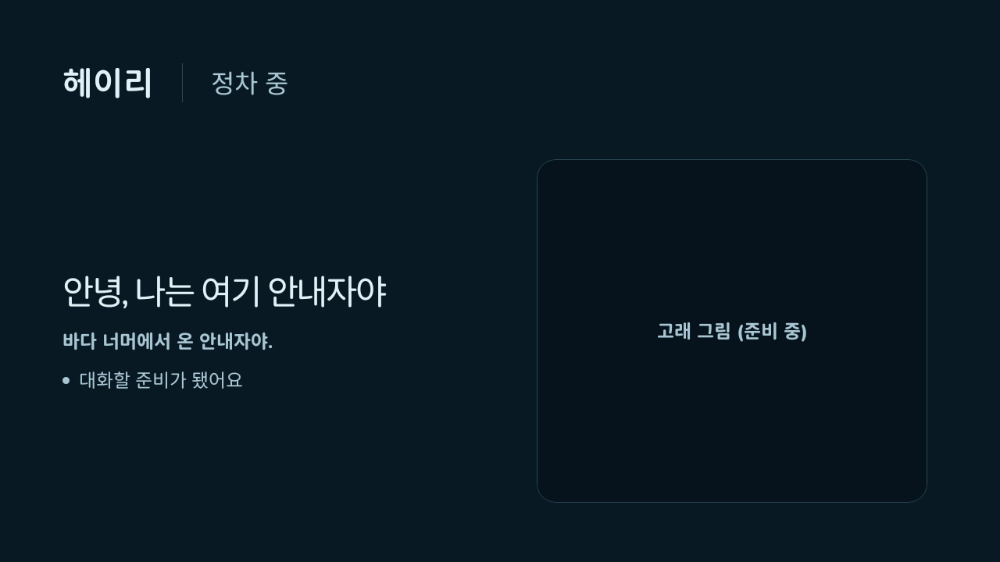 헤이리
정차 중
안녕, 나는 여기 안내자야
바다 너머에서 온 안내자야.
대화할 준비가 됐어요
고래 그림 (준비 중)